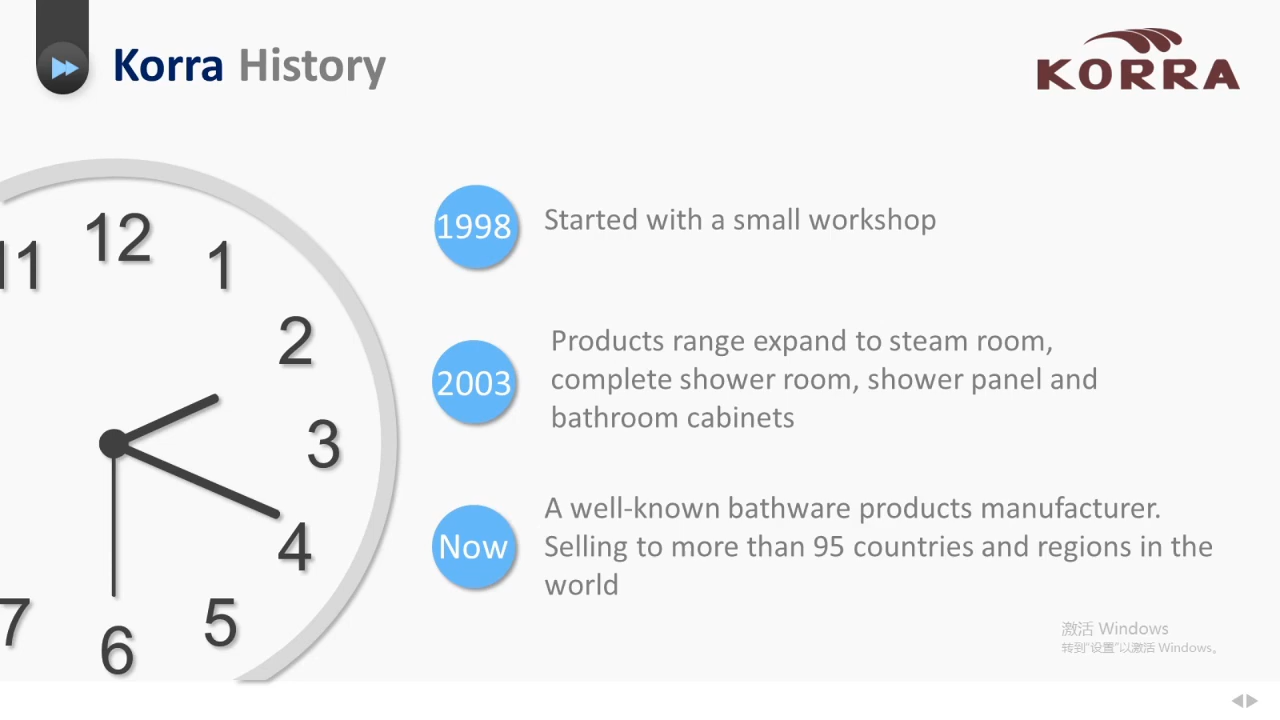 Korra History
KORRA
12
11
1
2
3
4
5
6
7
1998
Started with a small workshop
2003
Products range expand to steam room,
complete shower room, shower panel and
bathroom cabinets
Now
A well-known bathware products manufacturer.
Selling to more than 95 countries and regions in the
world
激活 Windows
转到“设置”以激活 Windows。